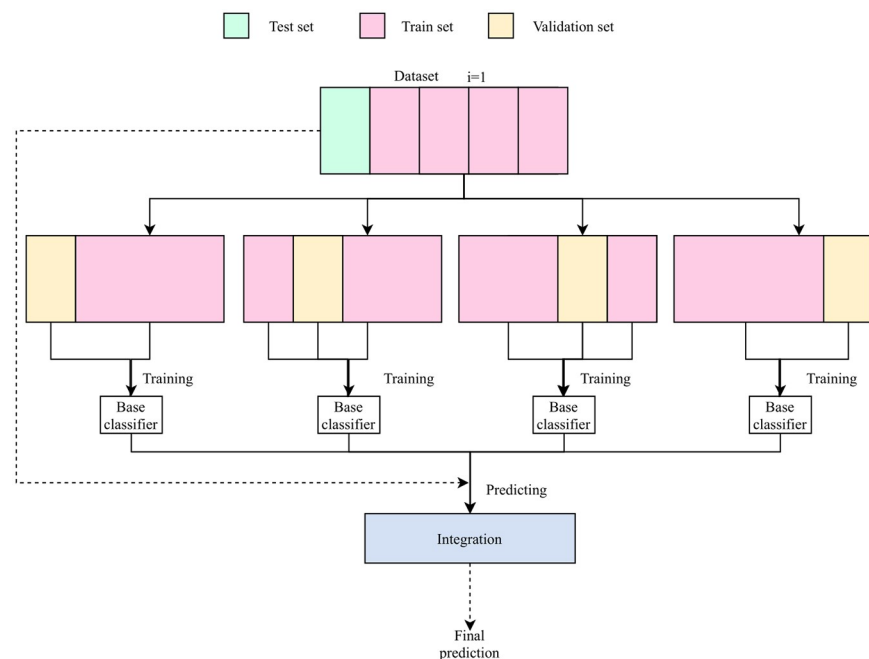 Test set
Train set
Validation set
Dataset i=1
Training
Training
Training
Training
Base
classifier
Base
classifier
Base
classifier
Base
classifier
Predicting
Integration
Final
prediction